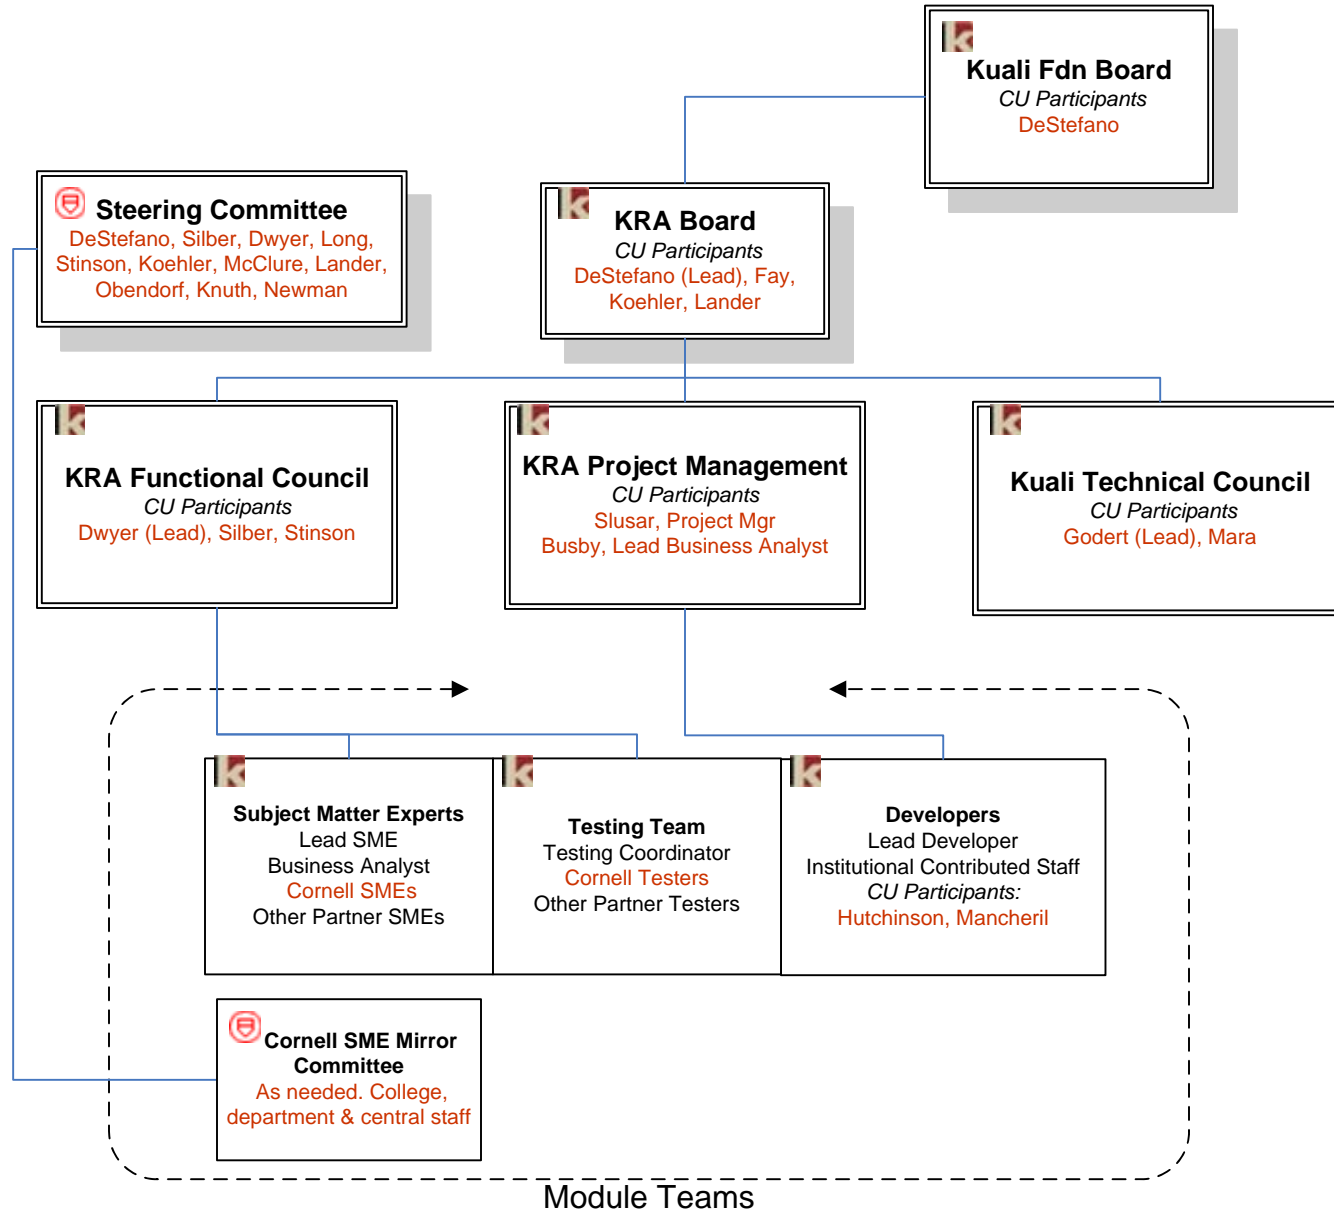 Kuali Fdn Board
CU Participants
DeStefano
Steering Committee
DeStefano, Silber, Dwyer, Long,
Stinson, Koehler, McClure, Lander,
Obendorf, Knuth, Newman
KRA Board
CU Participants
DeStefano (Lead), Fay,
Koehler, Lander
KRA Functional Council
CU Participants
Dwyer (Lead), Silber, Stinson
KRA Project Management
CU Participants
Slusar, Project Mgr
Busby, Lead Business Analyst
Kuali Technical Council
CU Participants
Godert (Lead), Mara
Subject Matter Experts
Lead SME
Business Analyst
Cornell SMEs
Other Partner SMEs
Testing Team
Testing Coordinator
Cornell Testers
Other Partner Testers
Developers
Lead Developer
Institutional Contributed Staff
CU Participants:
Hutchinson, Mancheril
Cornell SME Mirror
Committee
As needed. College,
department & central staff
Module Teams